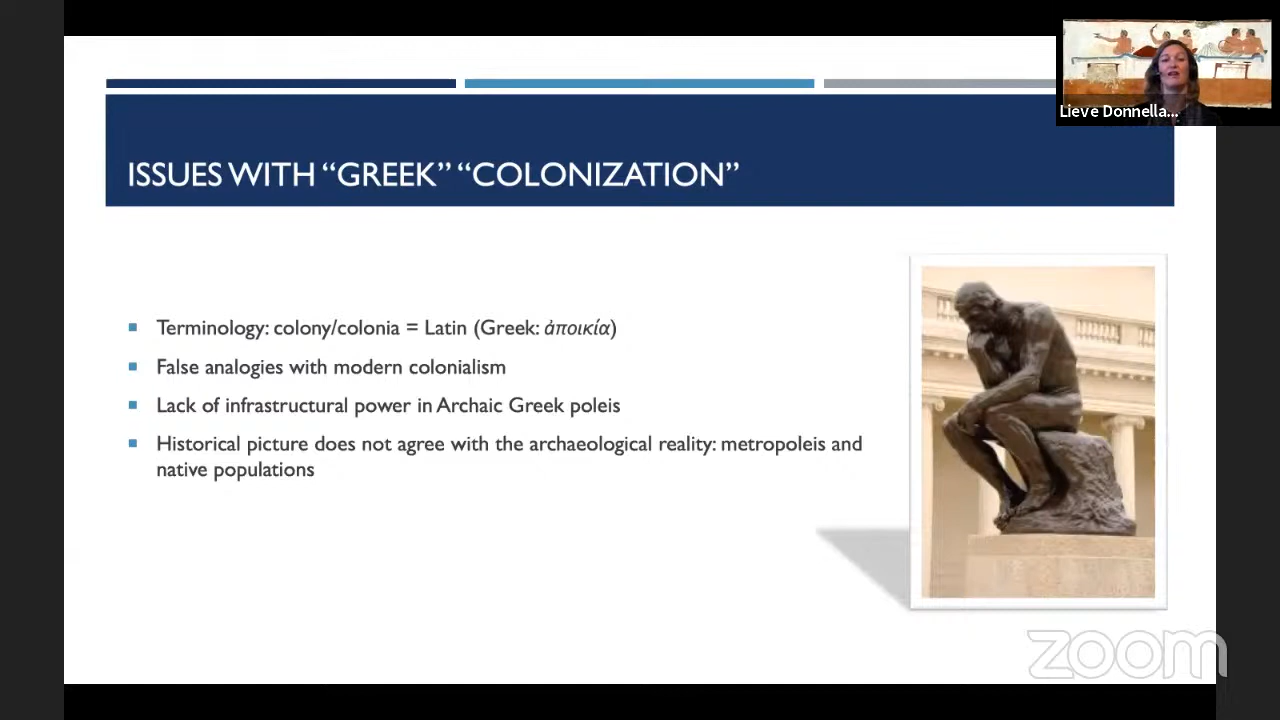 Lieve Donnella...
ISSUES WITH “GREEK” “COLONIZATION”
Terminology: colony/colonia = Latin (Greek: ἀποικία)
False analogies with modern colonialism
Lack of infrastructural power in Archaic Greek poleis
Historical picture does not agree with the archaeological reality: metropoleis and
native populations
zoom